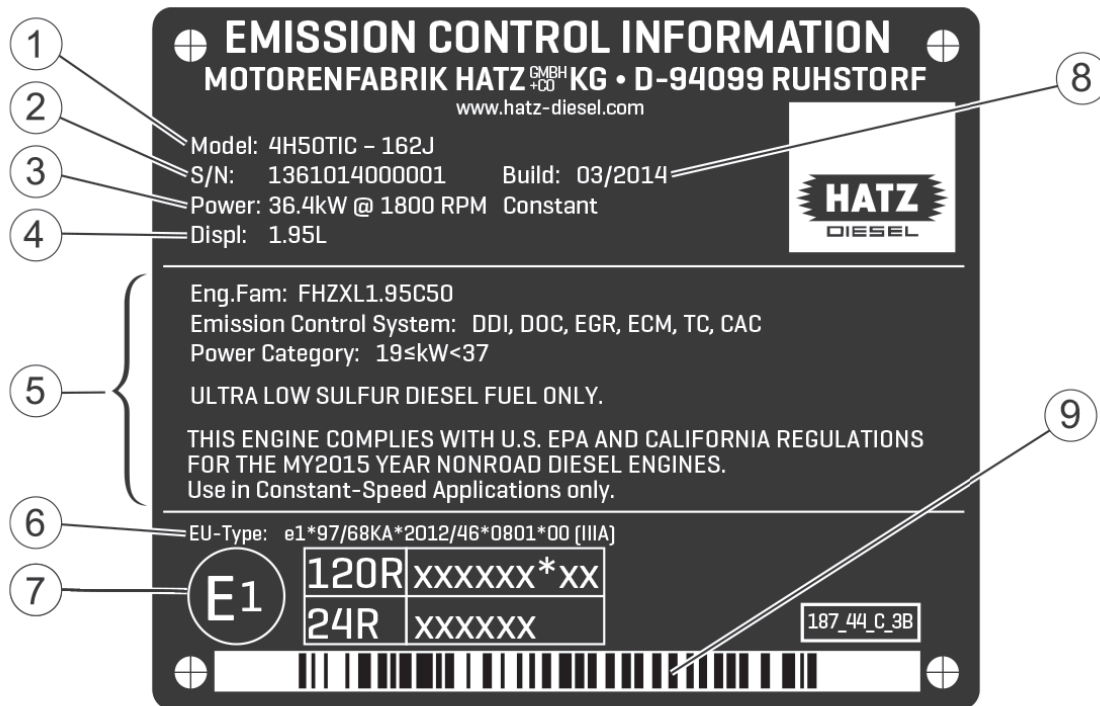 EMISSION CONTROL INFORMATION
MOTORENFABRIK HATZ GMBH +CO KG • D-94099 RUHSTORF
www.hatz-diesel.com
Model: 4H50TIC – 162J
S/N: 1361014000001 Build: 03/2014
Power: 36.4kW @ 1800 RPM Constant
Displ: 1.95L
HATZ
DIESEL
Eng.Fam: FHZXL1.95C50
Emission Control System: DDI, DOC, EGR, ECM, TC, CAC
Power Category: 19≤kW<37
ULTRA LOW SULFUR DIESEL FUEL ONLY.
THIS ENGINE COMPLIES WITH U.S. EPA AND CALIFORNIA REGULATIONS
FOR THE MY2015 YEAR NONROAD DIESEL ENGINES.
Use in Constant-Speed Applications only.
EU-Type: e1*97/68KA*2012/46*0801*00 (IIIA)
E1
120R xxxxxx*xx
24R xxxxxx
187_44_C_3B
1
2
3
4
5
6
7
8
9